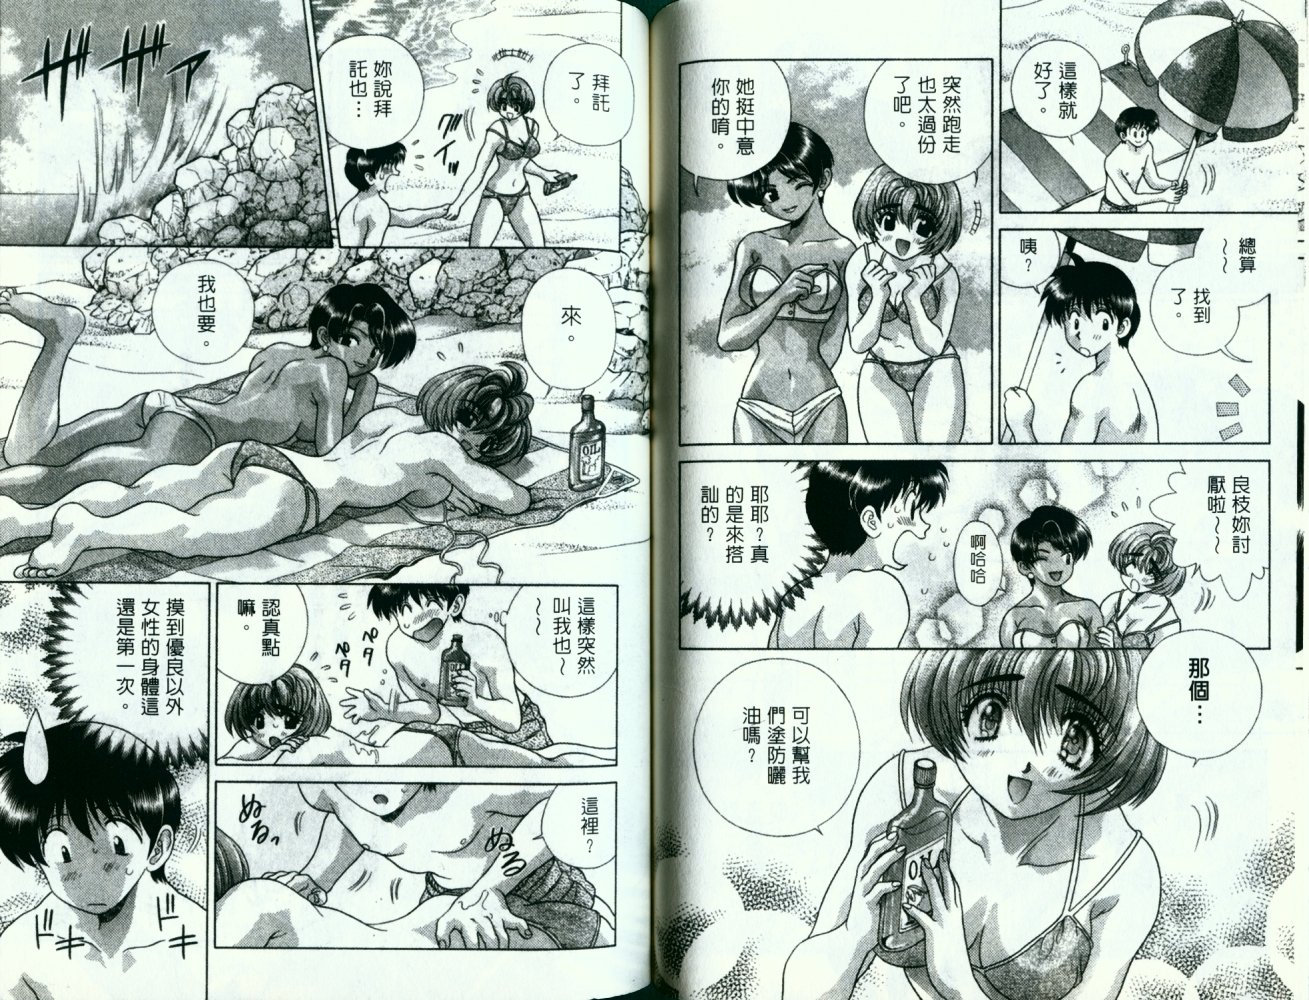 這樣就
好了。
總算
～～
找到
了。
咦?
突然跑走
也太過份
了吧。
她挺中意
你的唷。
良枝妳討
厭啦～～
啊哈哈
耶耶?真
的是來搭
訕的?
那個…
可以幫我
們塗防曬
油嗎?
OIL
拜託
了。
妳說拜
託也…
グイッ
ザザァ
來。
我也要。
OIL
這樣突然
叫我也～
～～
認真點
嘛。
ペタ
ペタ
這裡?
ぬるっ
ぬる
摸到優良以外
女性的身體這
還是第一次。
ドキ
ドキ